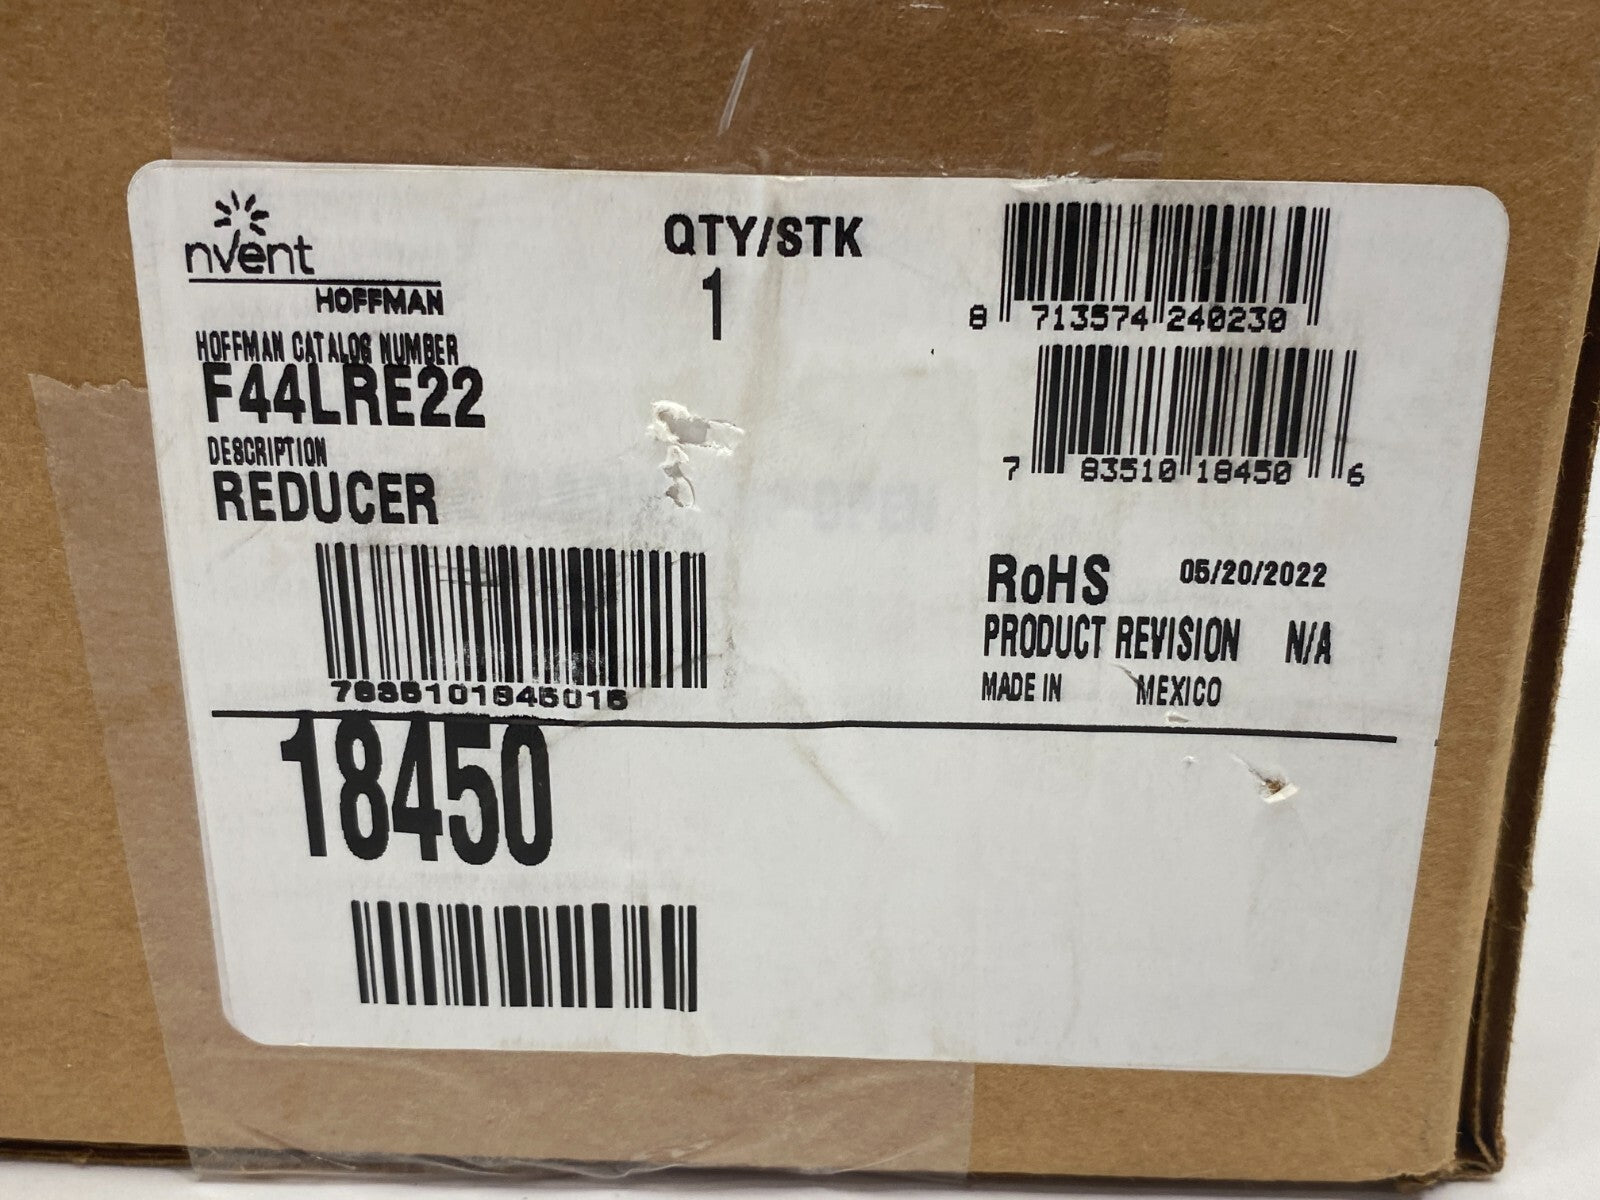 nvent
HOFFMAN
HOFFMAN CATALOG NUMBER
F44LRE22
DESCRIPTION
REDUCER
7835101845016
QTY/STK
1
8 713574 240230
7 83510 18450 6
RoHS 05/20/2022
PRODUCT REVISION N/A
MADE IN MEXICO
18450